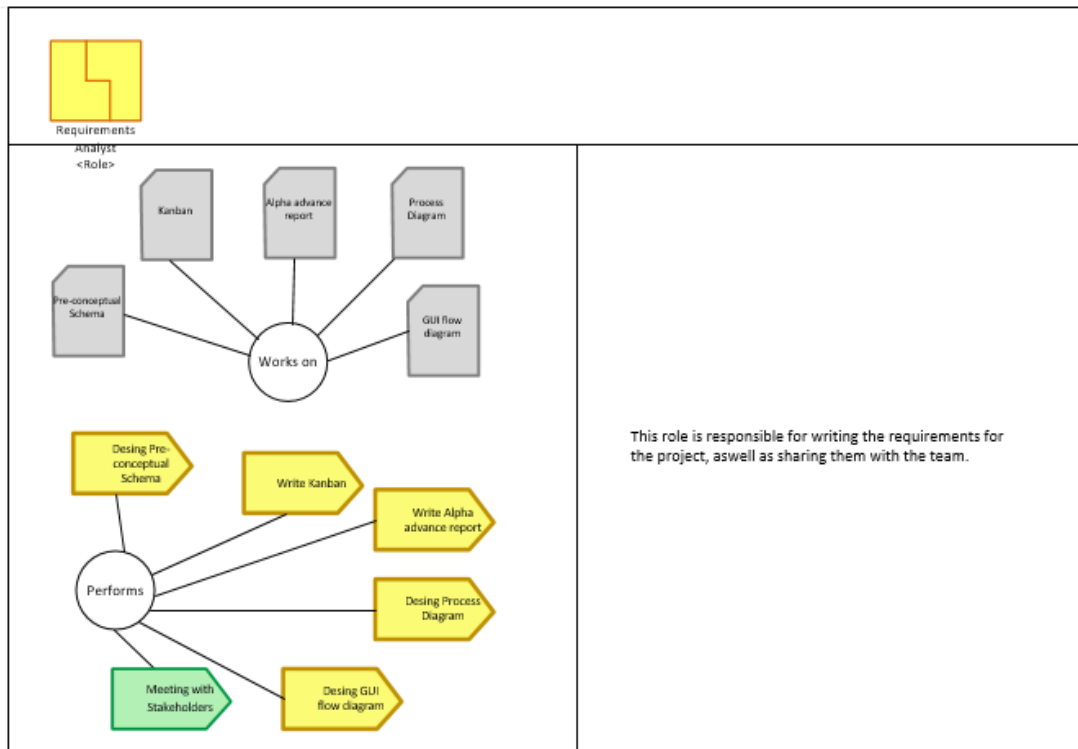 Requirements
Analyst
<Role>
Kanban
Alpha advance
report
Process
Diagram
Pre-conceptual
Schema
GUI flow
diagram
Works on
Desing Pre-
conceptual
Schema
Write Kanban
Write Alpha
advance report
Performs
Desing Process
Diagram
Meeting with
Stakeholders
Desing GUI
flow diagram
This role is responsible for writing the requirements for
the project, aswell as sharing them with the team.